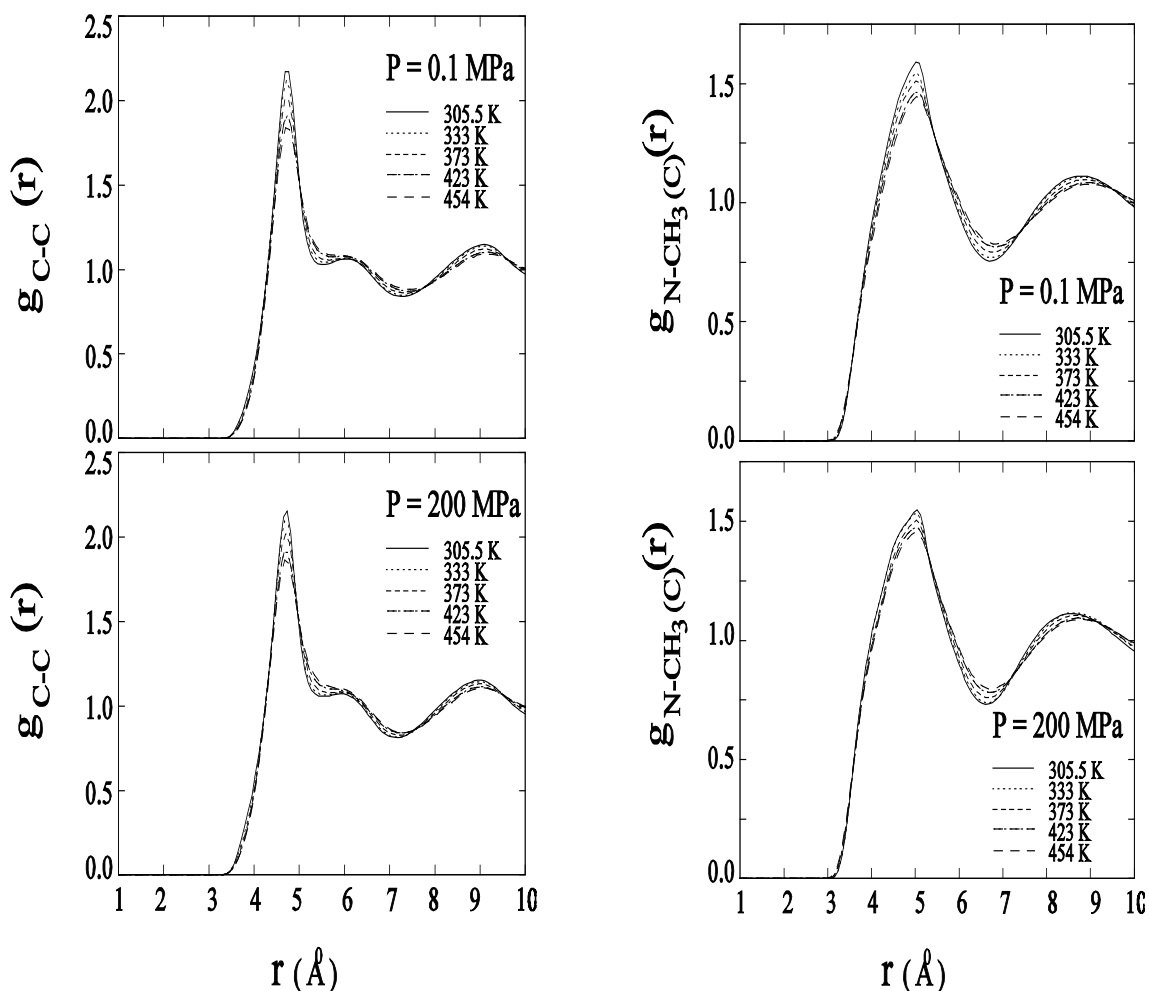 2.5
2.0
1.5
1.0
0.5
0.0
g C-C (r)
P = 0.1 MPa
305.5 K
333 K
373 K
423 K
454 K
1.5
1.0
0.5
0.0
g N-CH3 (C) (r)
P = 0.1 MPa
305.5 K
333 K
373 K
423 K
454 K
2.5
2.0
1.5
1.0
0.5
0.0
g C-C (r)
P = 200 MPa
305.5 K
333 K
373 K
423 K
454 K
1 2 3 4 5 6 7 8 9 10
r (Å)
1.5
1.0
0.5
0.0
g N-CH3 (C) (r)
P = 200 MPa
305.5 K
333 K
373 K
423 K
454 K
1 2 3 4 5 6 7 8 9 10
r (Å)